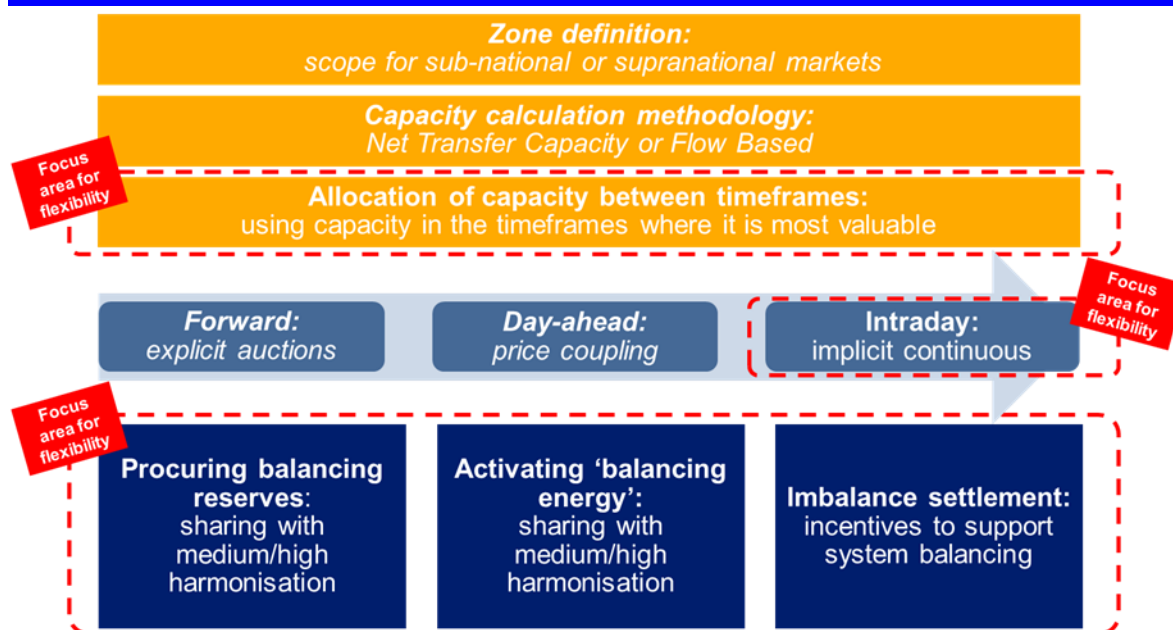 Zone definition:
scope for sub-national or supranational markets
Capacity calculation methodology:
Net Transfer Capacity or Flow Based
Focus
area for
flexibility
Allocation of capacity between timeframes:
using capacity in the timeframes where it is most valuable
Forward:
explicit auctions
Day-ahead:
price coupling
Intraday:
implicit continuous
Focus
area for
flexibility
Focus
area for
flexibility
Procuring balancing
reserves:
sharing with
medium/high
harmonisation
Activating ‘balancing
energy’:
sharing with
medium/high
harmonisation
Imbalance settlement:
incentives to support
system balancing